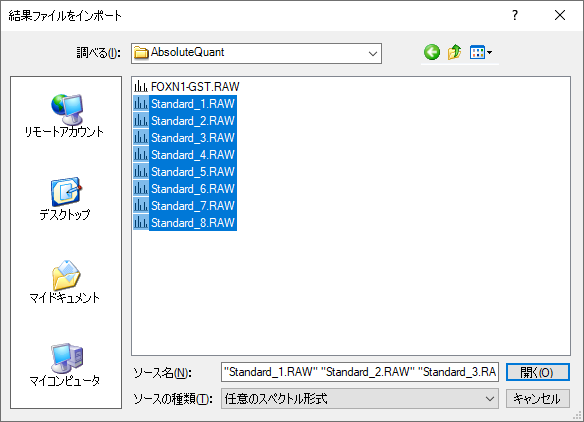 結果ファイルをインポート
調べる(I):
AbsoluteQuant
FOXN1-GST.RAW
Standard_1.RAW
Standard_2.RAW
Standard_3.RAW
Standard_4.RAW
Standard_5.RAW
Standard_6.RAW
Standard_7.RAW
Standard_8.RAW
リモートアカウント
デスクトップ
マイドキュメント
マイコンピュータ
ソース名(N):
"Standard_1.RAW" "Standard_2.RAW" "Standard_3.RA
開く(O)
ソースの種類(T):
任意のスペクトル形式
キャンセル